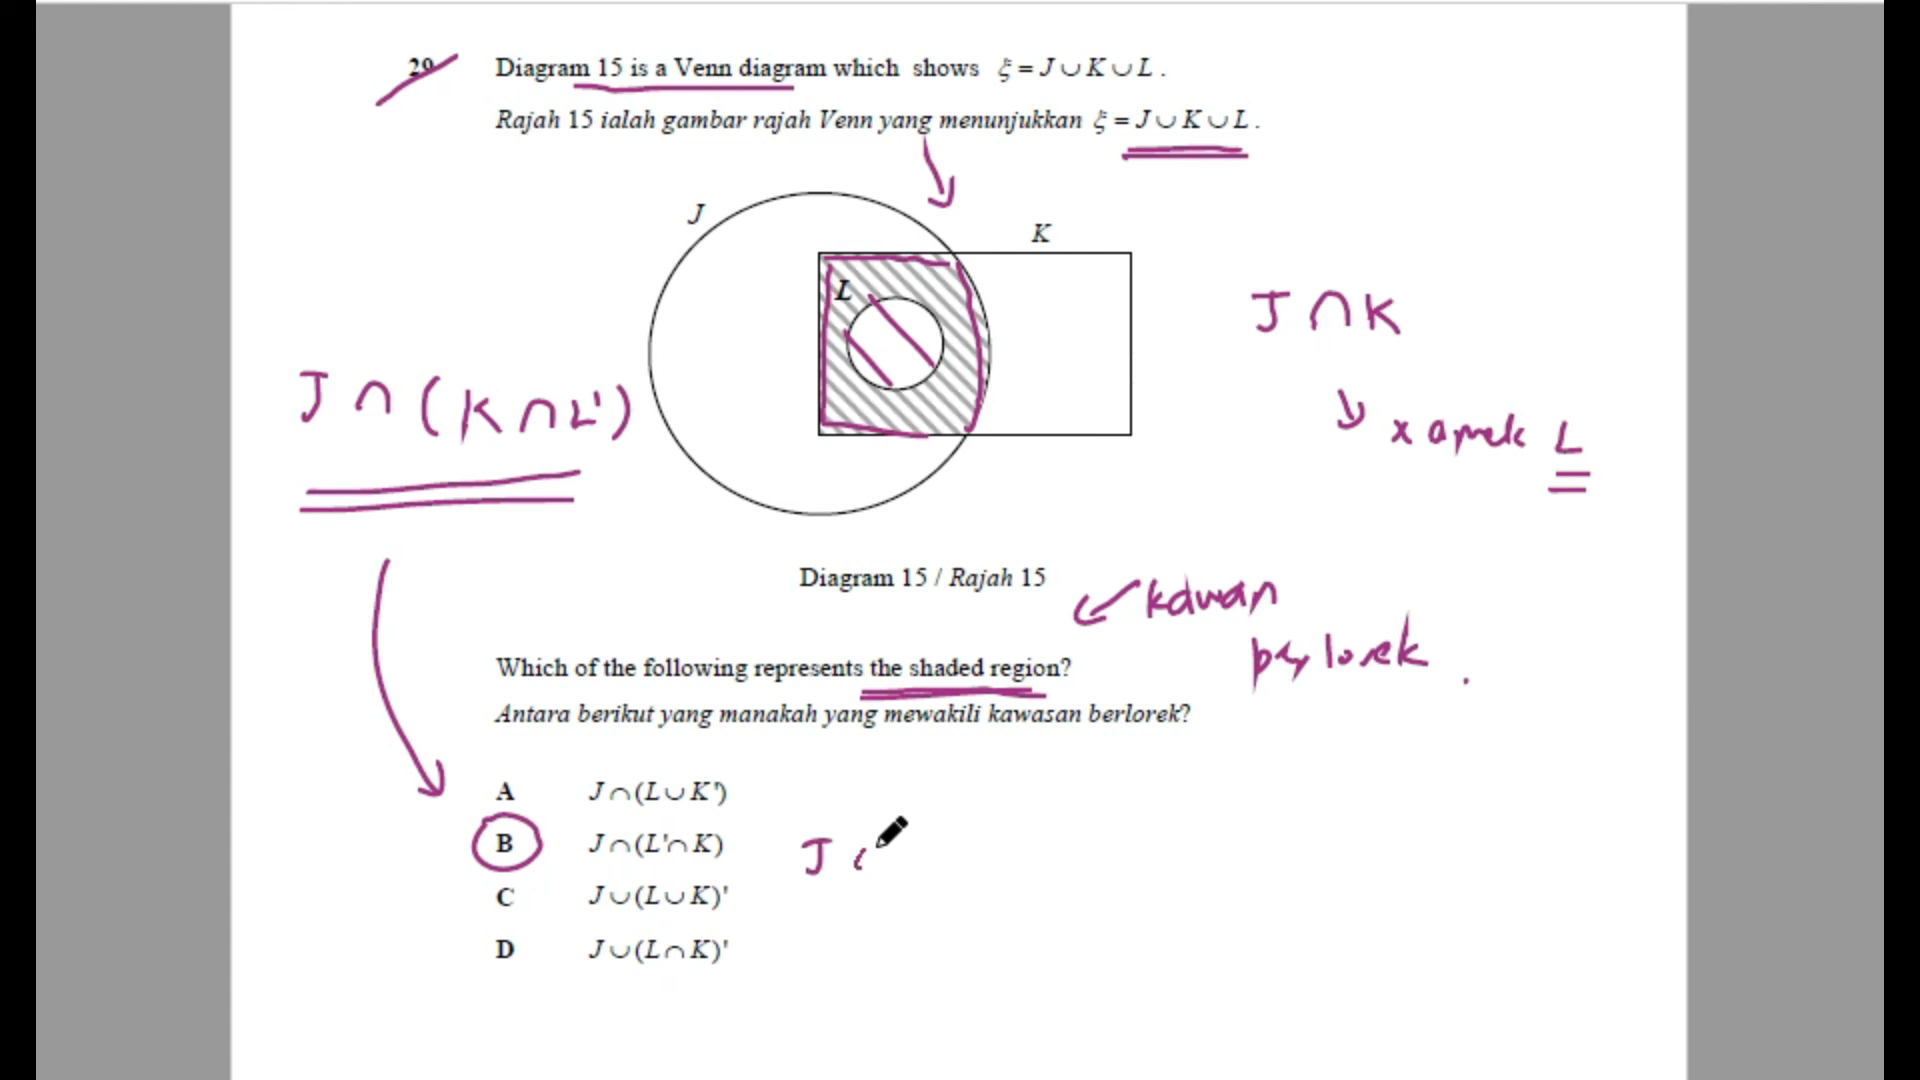 29 Diagram 15 is a Venn diagram which shows ξ = J ∪ K ∪ L .
Rajah 15 ialah gambar rajah Venn yang menunjukkan ξ = J ∪ K ∪ L .
J
K
L
J ∩ K
J ∩ (K ∩ L')
x amek L
Diagram 15 / Rajah 15
kawan
berlorek .
Which of the following represents the shaded region?
Antara berikut yang manakah yang mewakili kawasan berlorek?
A J ∩ (L ∪ K')
B J ∩ (L' ∩ K) J
C J ∪ (L ∪ K)'
D J ∪ (L ∩ K)'